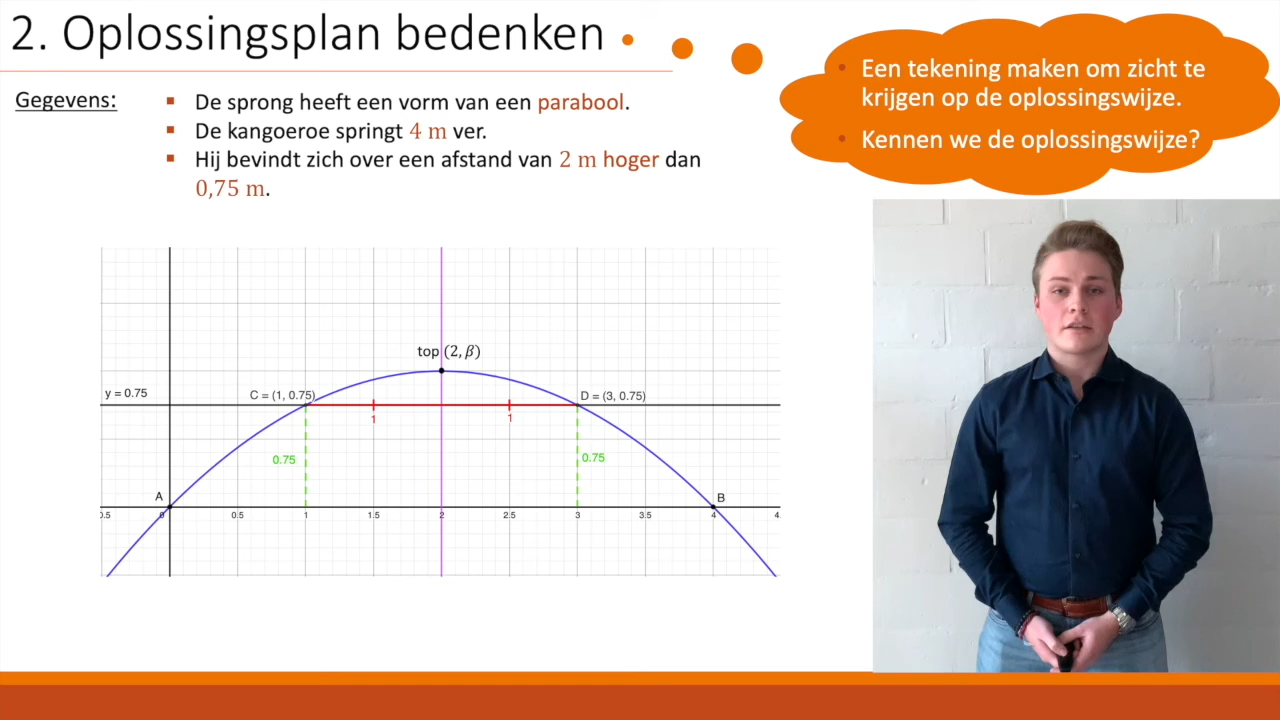 2. Oplossingsplan bedenken
Gegevens:
De sprong heeft een vorm van een parabool.
De kangoeroe springt 4 m ver.
Hij bevindt zich over een afstand van 2 m hoger dan
0,75 m.
Een tekening maken om zicht te
krijgen op de oplossingswijze.
Kennen we de oplossingswijze?
top (2, β)
y = 0.75
C = (1, 0.75)
D = (3, 0.75)
1
1
0.75
0.75
A
B
0.5
0
0.5
1
1.5
2
2.5
3
3.5
4
4.